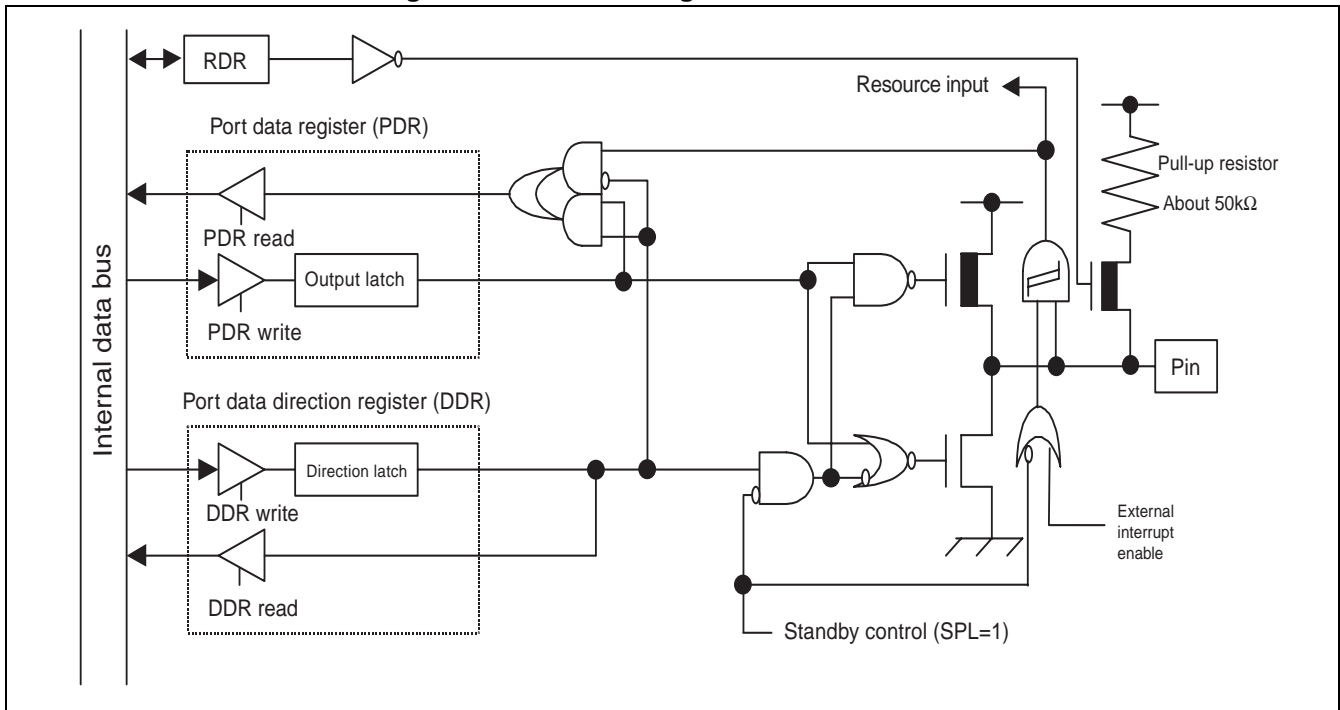 RDR
Resource input
Port data register (PDR)
Pull-up resistor
About 50kΩ
PDR read
Output latch
PDR write
Internal data bus
Pin
Port data direction register (DDR)
Direction latch
DDR write
External
interrupt
enable
DDR read
Standby control (SPL=1)